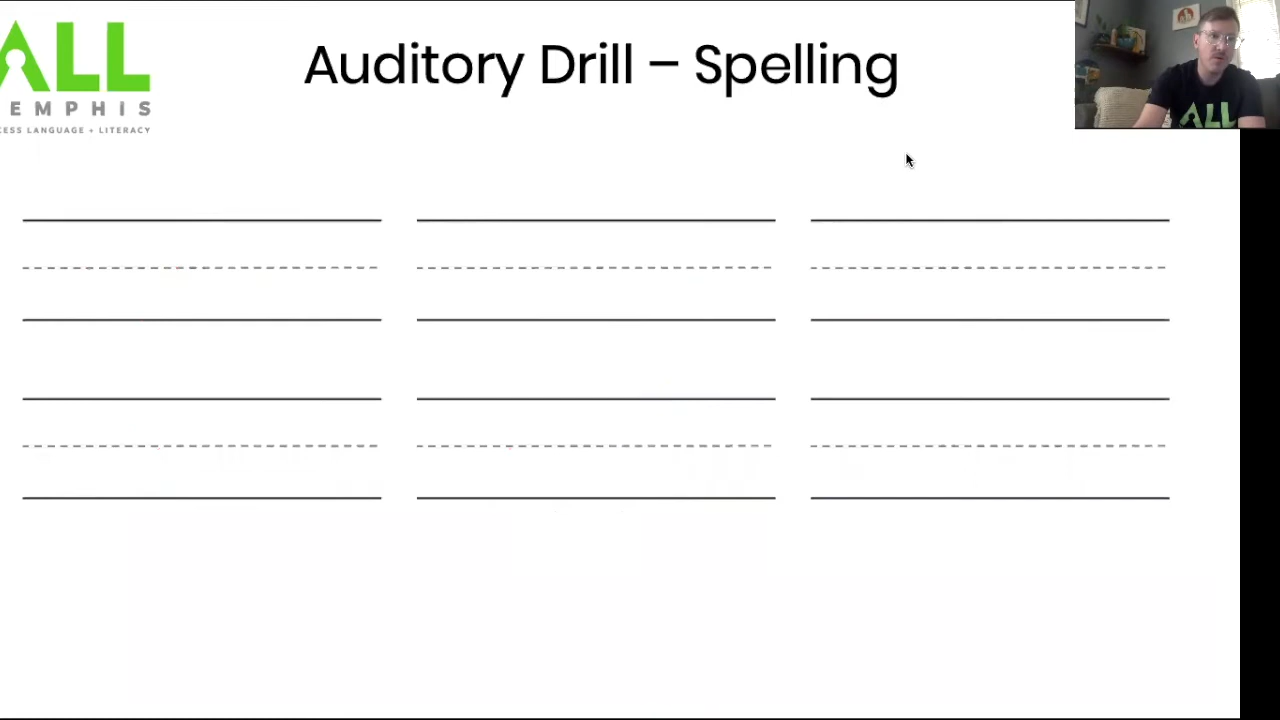 ALL
Auditory Drill – Spelling
EMPHIS
CESS LANGUAGE + LITERACY
ALL